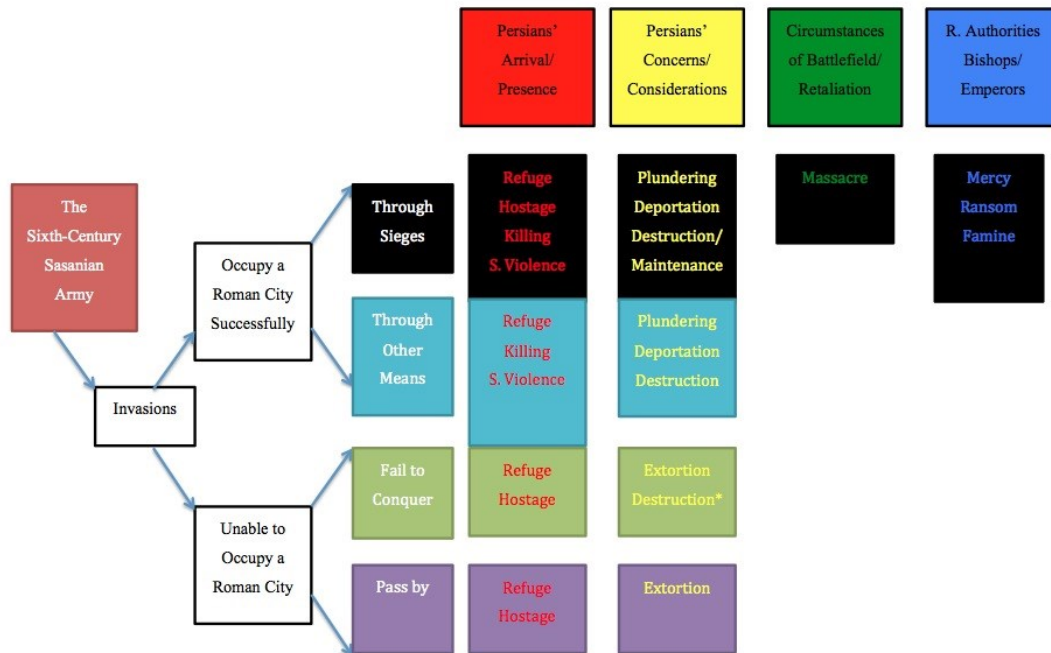 Persians’
Arrival/
Presence
Persians’
Concerns/
Considerations
Circumstances
of Battlefield/
Retaliation
R. Authorities
Bishops/
Emperors
The
Sixth-Century
Sasanian
Army
Invasions
Occupy a
Roman City
Successfully
Unable to
Occupy a
Roman City
Through
Sieges
Refuge
Hostage
Killing
S. Violence
Plundering
Deportation
Destruction/
Maintenance
Massacre
Mercy
Ransom
Famine
Through
Other
Means
Refuge
Killing
S. Violence
Plundering
Deportation
Destruction
Fail to
Conquer
Refuge
Hostage
Extortion
Destruction*
Pass by
Refuge
Hostage
Extortion